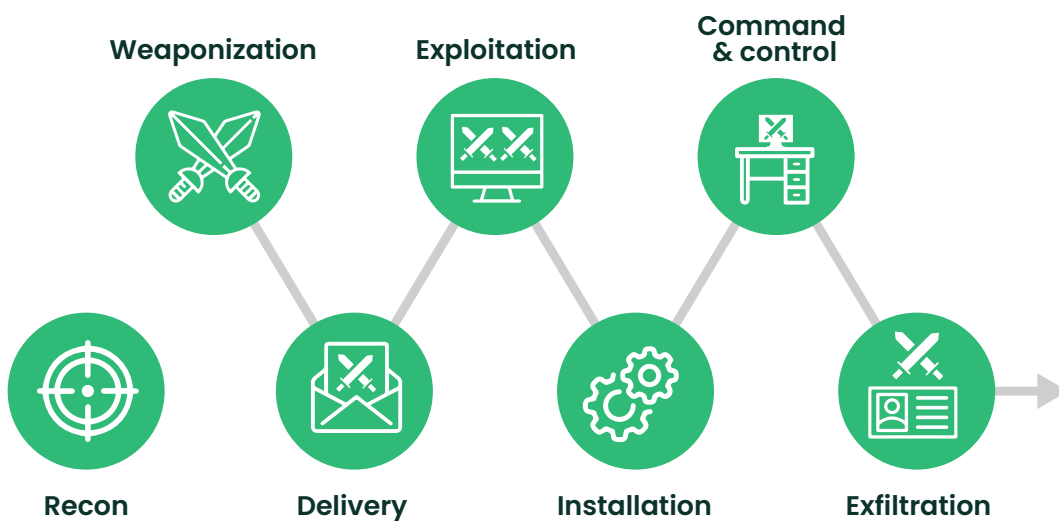 Weaponization
Exploitation
Command
& control
Recon
Delivery
Installation
Exfiltration